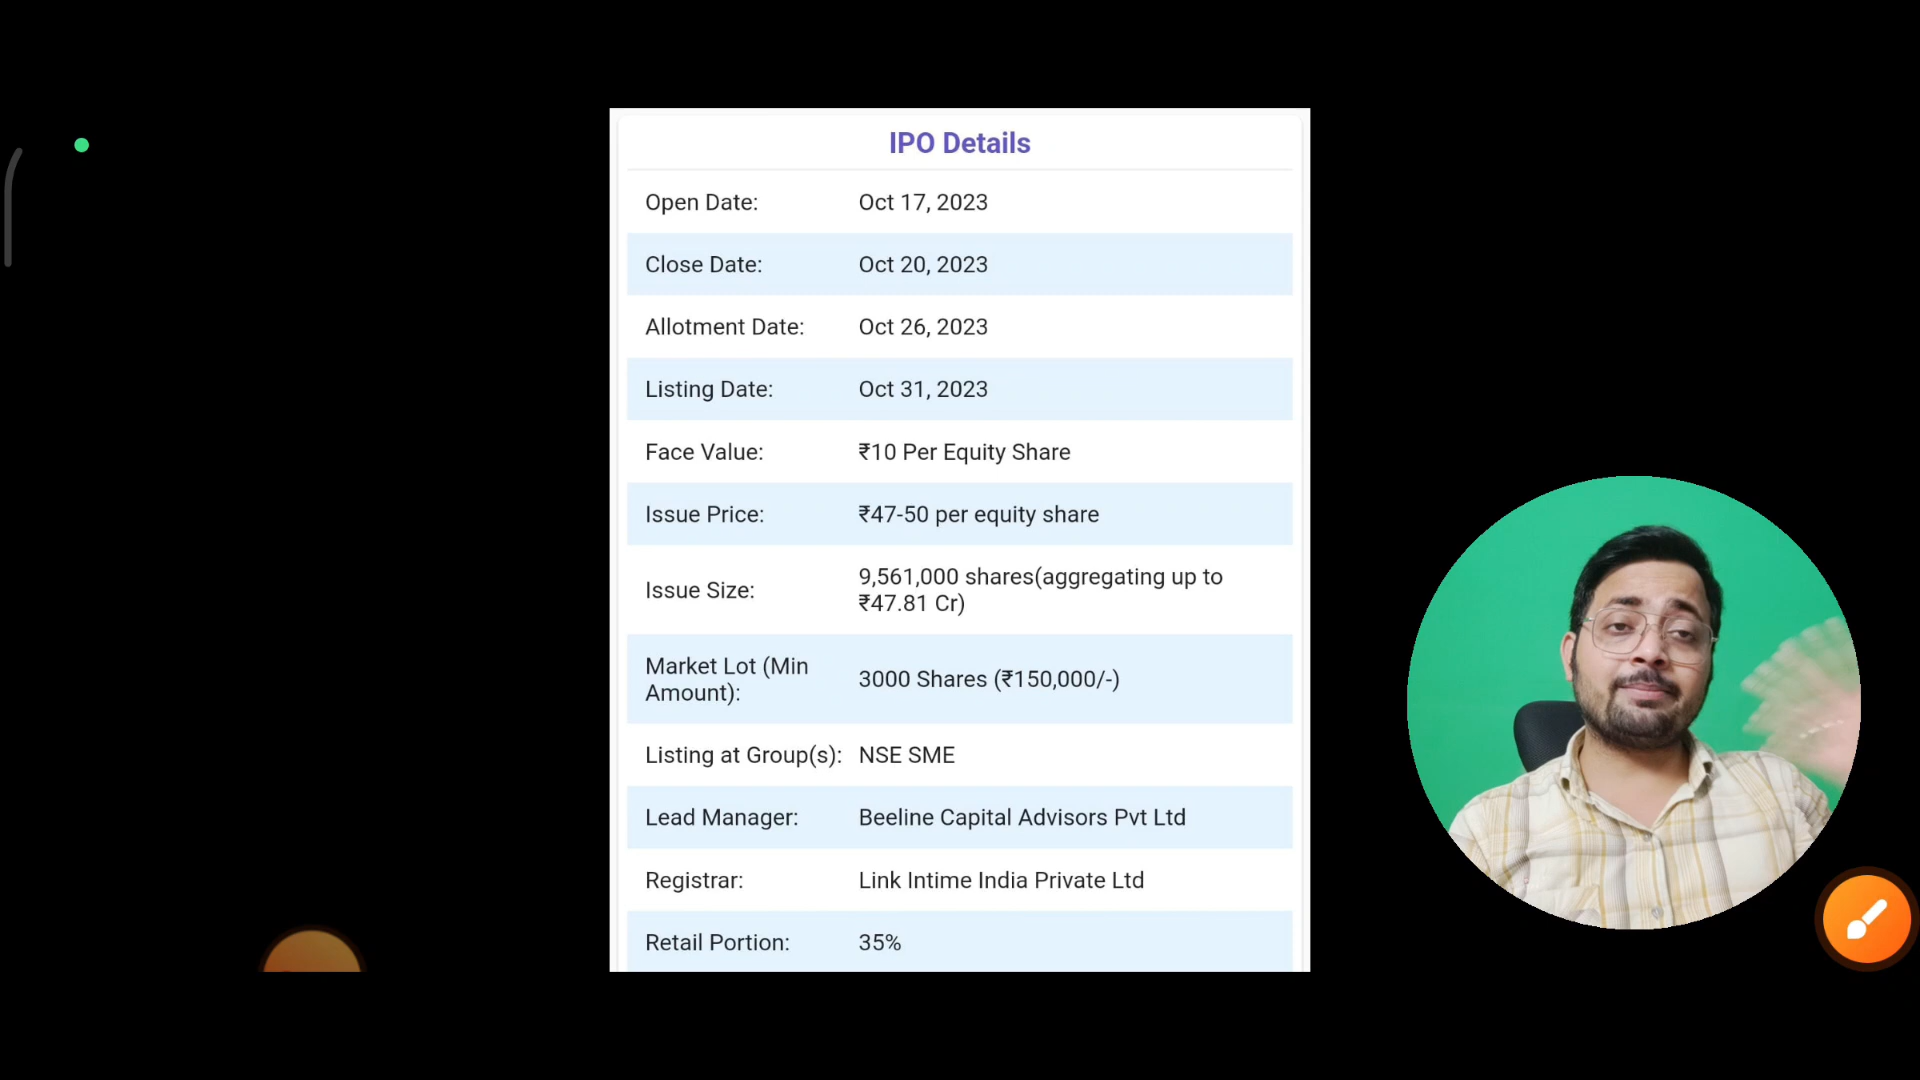 IPO Details
Open Date: Oct 17, 2023
Close Date: Oct 20, 2023
Allotment Date: Oct 26, 2023
Listing Date: Oct 31, 2023
Face Value: ₹10 Per Equity Share
Issue Price: ₹47-50 per equity share
Issue Size: 9,561,000 shares(aggregating up to
₹47.81 Cr)
Market Lot (Min
Amount): 3000 Shares (₹150,000/-)
Listing at Group(s): NSE SME
Lead Manager: Beeline Capital Advisors Pvt Ltd
Registrar: Link Intime India Private Ltd
Retail Portion: 35%